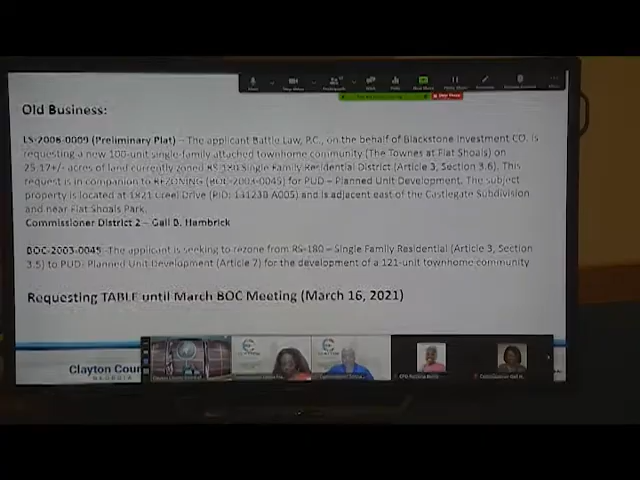 Old Business:
LS-2006-0009 (Preliminary Plat) – The applicant Battle Law, P.C., on the behalf of Blackstone Investment CO. is
requesting a new 100-unit single-family attached townhome community (The Townes at Flat Shoals) on
25.17+/- acres of land currently zoned RS-180 Single Family Residential District (Article 3, Section 3.6). This
request is in companion to REZONING (BOC-2003-0045) for PUD – Planned Unit Development. The subject
property is located at 1821 Creel Drive (PID: 13123B A005) and is adjacent east of the Castlegate Subdivision
and near Flat Shoals Park.
Commissioner District 2 – Gail B. Hambrick
BOC-2003-0045 –The applicant is seeking to rezone from RS-180 – Single Family Residential (Article 3, Section
3.5) to PUD- Planned Unit Development (Article 7) for the development of a 121-unit townhome community
Requesting TABLE until March BOC Meeting (March 16, 2021)
Clayton Coun
GEORGIA